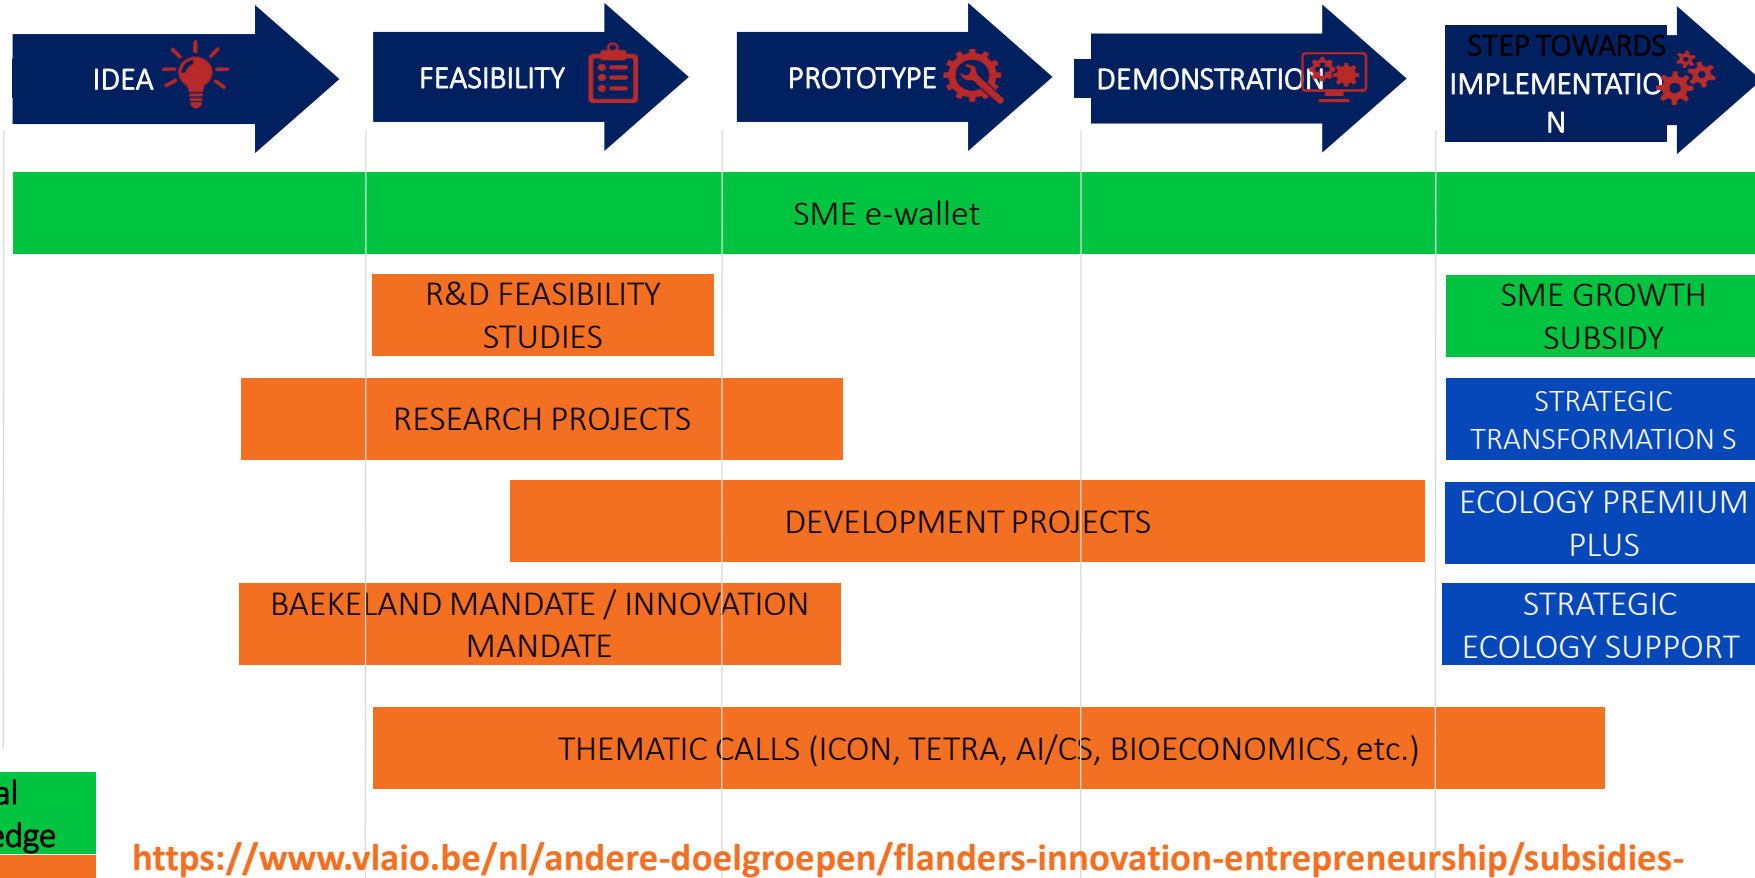 IDEA
FEASIBILITY
PROTOTYPE
DEMONSTRATION
STEP TOWARDS
IMPLEMENTATIO
N
SME e-wallet
R&D FEASIBILITY
STUDIES
SME GROWTH
SUBSIDY
RESEARCH PROJECTS
STRATEGIC
TRANSFORMATION S
DEVELOPMENT PROJECTS
ECOLOGY PREMIUM
PLUS
BAEKELAND MANDATE / INNOVATION
MANDATE
STRATEGIC
ECOLOGY SUPPORT
THEMATIC CALLS (ICON, TETRA, AI/CS, BIOECONOMICS, etc.)
al
edge
https://www.vlaio.be/nl/andere-doelgroepen/flanders-innovation-entrepreneurship/subsidies-